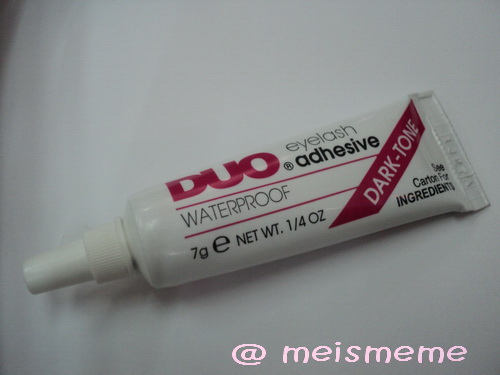 DUO®
eyelash
adhesive
WATERPROOF
7g e NET WT. 1/4 OZ
DARK-TONE
See
Carton For
INGREDIENTS
@ meismeme